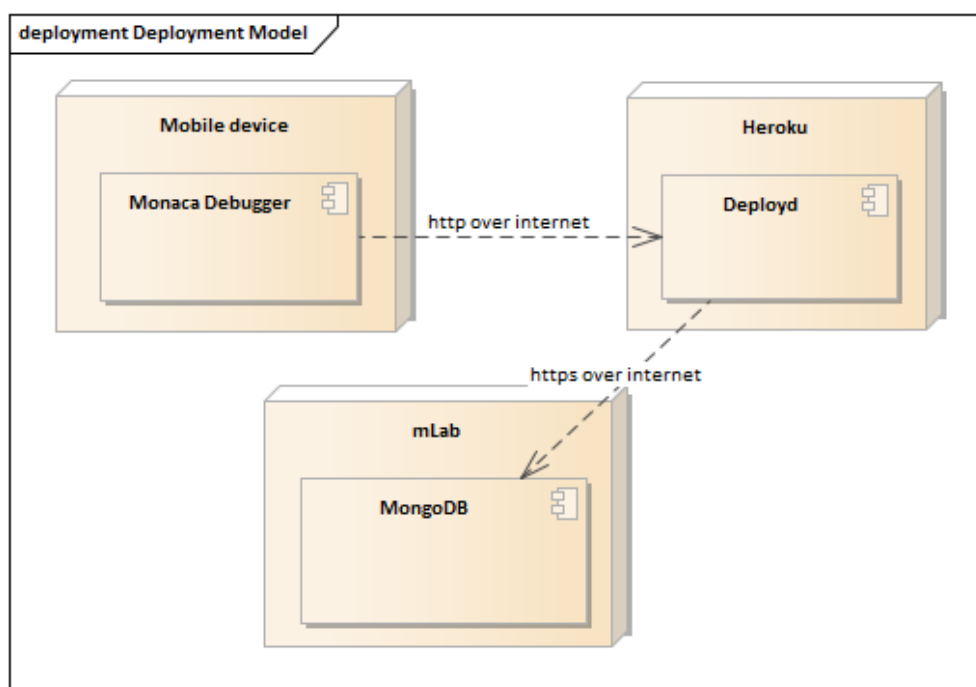 deployment Deployment Model
Mobile device
Heroku
Monaca Debugger
Deployd
http over internet
https over internet
mLab
MongoDB